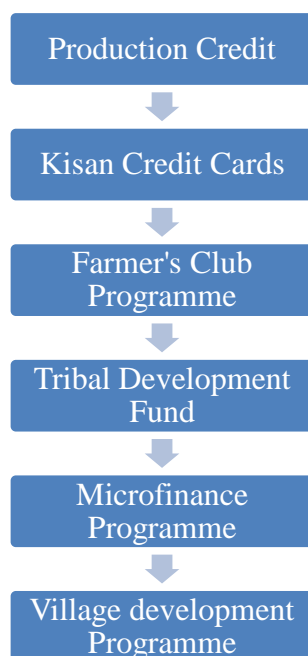 Production Credit
Kisan Credit Cards
Farmer's Club
Programme
Tribal Development
Fund
Microfinance
Programme
Village development
Programme